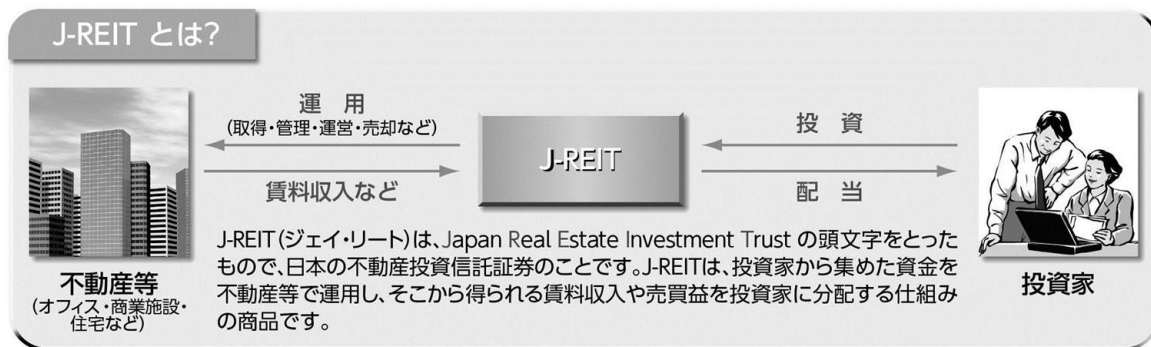 J-REIT とは?
運 用
(取得・管理・運営・売却など)
賃料収入など
J-REIT
投 資
配 当
不動産等
(オフィス・商業施設・
住宅など)
投資家
J-REIT(ジェイ・リート)は、Japan Real Estate Investment Trust の頭文字をとった
もので、日本の不動産投資信託証券のことです。J-REITは、投資家から集めた資金を
不動産等で運用し、そこから得られる賃料収入や売買益を投資家に分配する仕組み
の商品です。